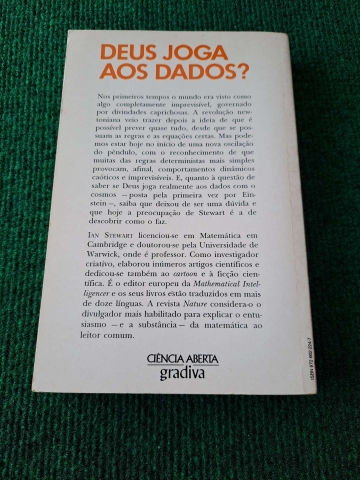 DEUS JOGA
AOS DADOS?
Nos primeiros tempos o mundo era visto como
algo completamente imprevisível, governado
por divindades caprichosas. A revolução new-
toniana veio trazer depois a ideia de que é
possível prever quase tudo, desde que se pos-
suam as regras e as equações certas. Mas pode-
mos estar hoje no início de uma nova oscilação
do pêndulo, com o reconhecimento de que
muitas das regras deterministas mais simples
provocam, afinal, comportamentos dinâmicos
caóticos e imprevisíveis. E, quanto à questão de
saber se Deus joga realmente aos dados com o
cosmos —posta pela primeira vez por Ein-
stein—, saiba que deixou de ser uma dúvida e
que hoje a preocupação de Stewart é a de
descobrir como o faz.
IAN STEWART licenciou-se em Matemática em
Cambridge e doutorou-se pela Universidade de
Warwick, onde é professor. Como investigador
criativo, elaborou inúmeros artigos científicos e
dedicou-se também ao cartoon e à ficção cien-
tífica. É o editor europeu da Mathematical Intel-
ligencer e os seus livros estão traduzidos em mais
de doze línguas. A revista Nature considera-o o
divulgador mais habilitado para explicar o entu-
siasmo —e a substância— da matemática ao
leitor comum.
CIÊNCIA ABERTA
gradiva